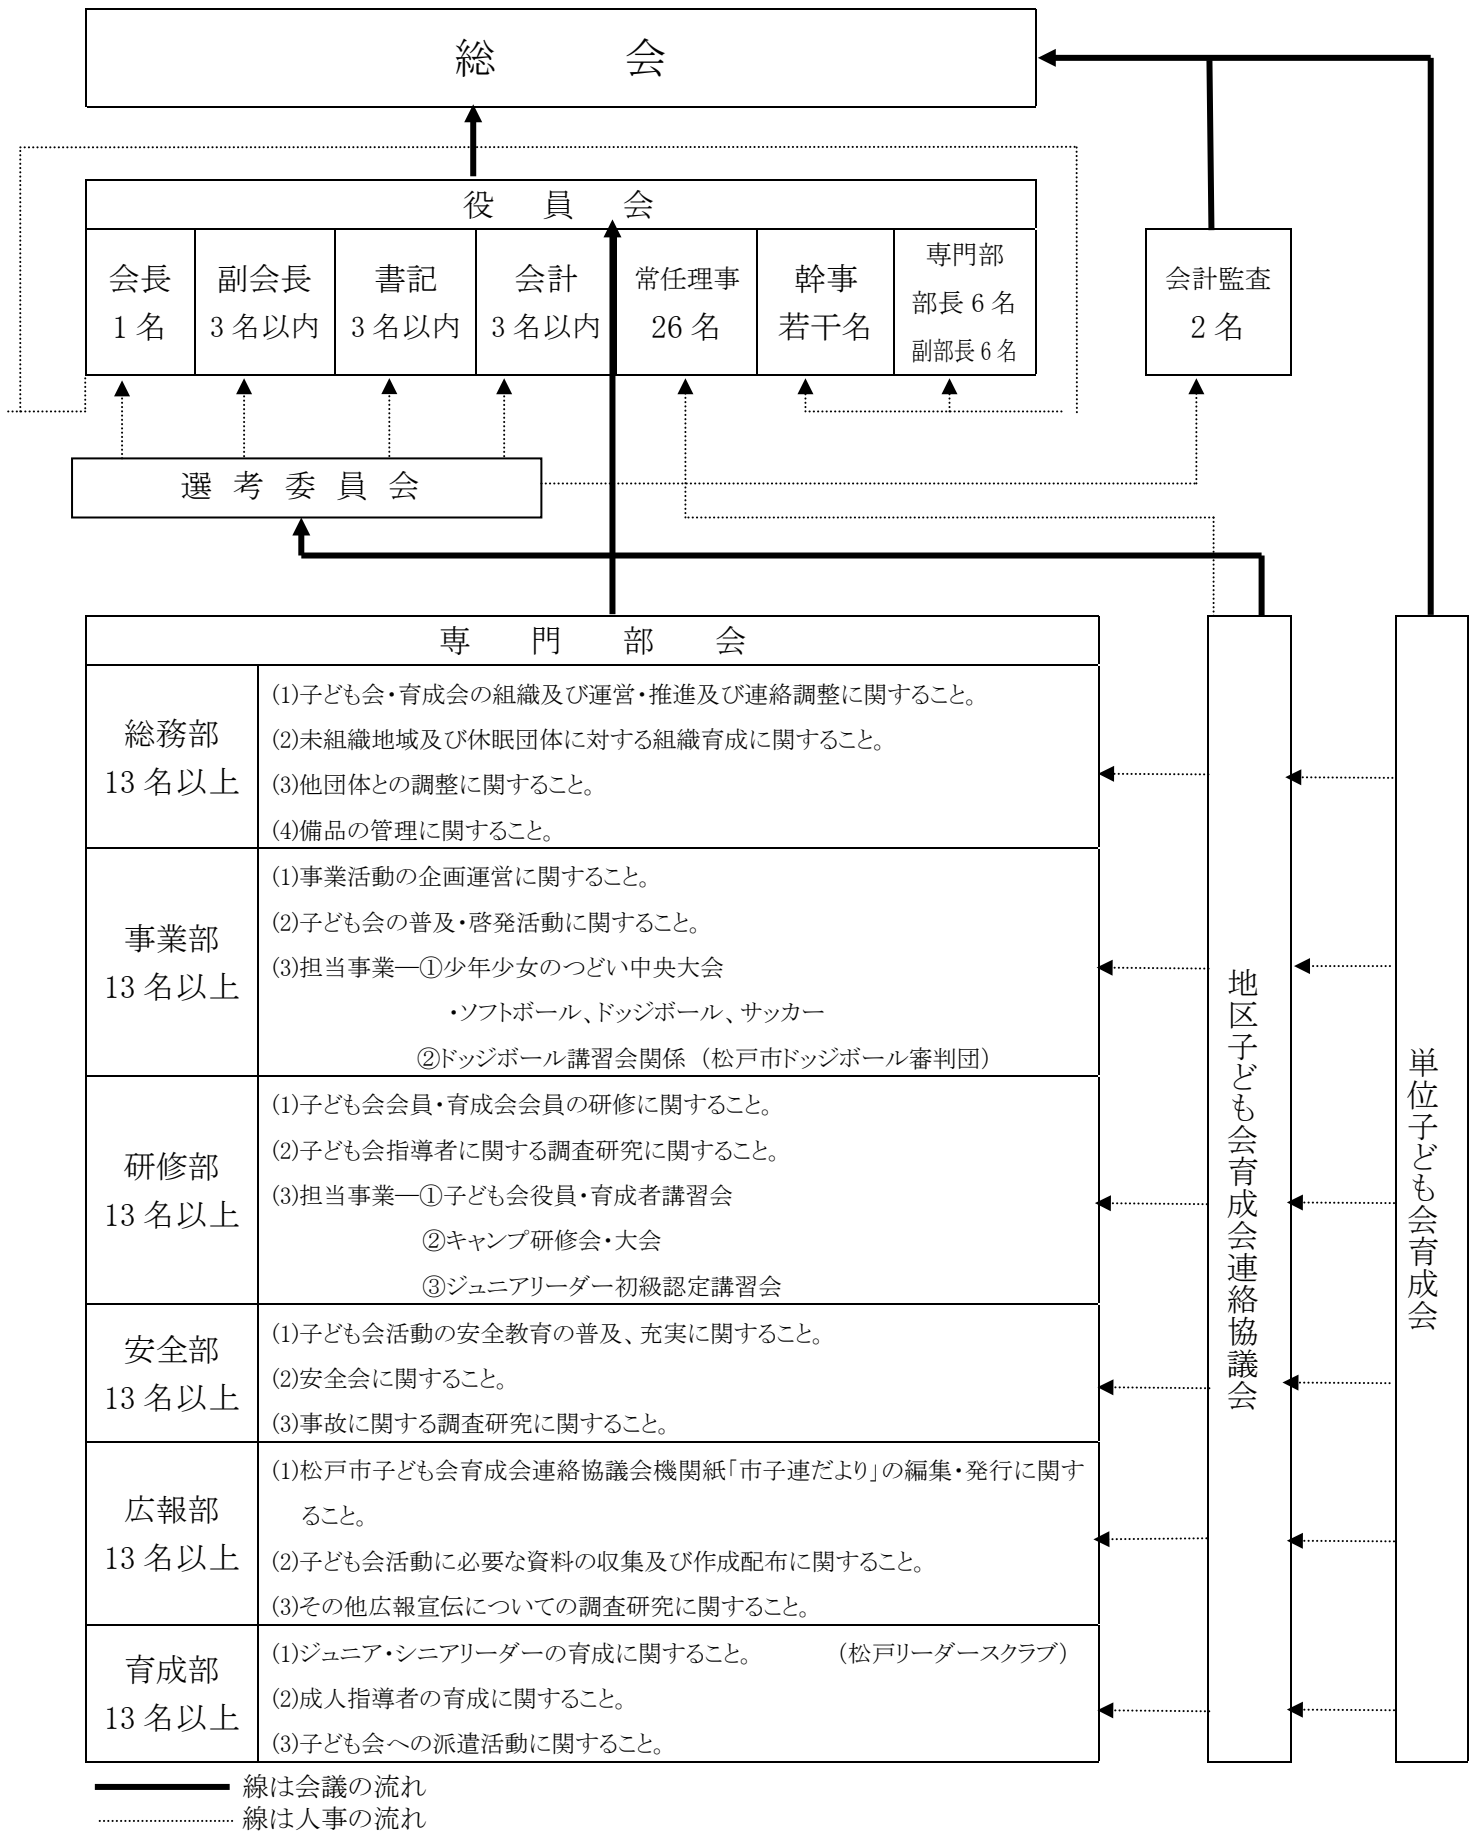 総　会
役　員　会
会長
1名
副会長
3名以内
書記
3名以内
会計
3名以内
常任理事
26名
幹事
若干名
専門部
部長6名
副部長6名
会計監査
2名
選考委員会
専門部会
総務部
13名以上
(1)子ども会・育成会の組織及び運営・推進及び連絡調整に関すること。
(2)未組織地域及び休眠団体に対する組織育成に関すること。
(3)他団体との調整に関すること。
(4)備品の管理に関すること。
事業部
13名以上
(1)事業活動の企画運営に関すること。
(2)子ども会の普及・啓発活動に関すること。
(3)担当事業―①少年少女のつどい中央大会
・ソフトボール、ドッジボール、サッカー
②ドッジボール講習会関係（松戸市ドッジボール審判団）
研修部
13名以上
(1)子ども会会員・育成会会員の研修に関すること。
(2)子ども会指導者に関する調査研究に関すること。
(3)担当事業―①子ども会役員・育成者講習会
②キャンプ研修会・大会
③ジュニアリーダー初級認定講習会
安全部
13名以上
(1)子ども会活動の安全教育の普及、充実に関すること。
(2)安全会に関すること。
(3)事故に関する調査研究に関すること。
広報部
13名以上
(1)松戸市子ども会育成会連絡協議会機関紙「市子連だより」の編集・発行に関す
ること。
(2)子ども会活動に必要な資料の収集及び作成配布に関すること。
(3)その他広報宣伝についての調査研究に関すること。
育成部
13名以上
(1)ジュニア・シニアリーダーの育成に関すること。　（松戸リーダースクラブ）
(2)成人指導者の育成に関すること。
(3)子ども会への派遣活動に関すること。
地区子ども会育成会連絡協議会
単位子ども会育成会
線は会議の流れ
線は人事の流れ